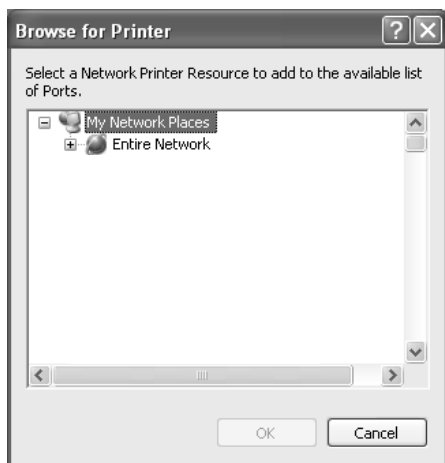 Browse for Printer
Select a Network Printer Resource to add to the available list
of Ports.
My Network Places
Entire Network
OK
Cancel